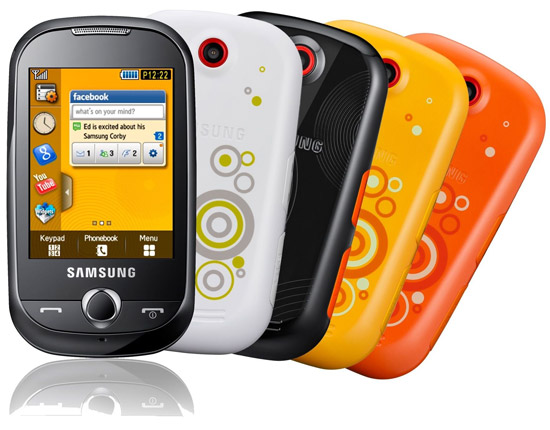 P12:22
facebook
what's on your mind?
Ed is excited about his
Samsung Corby
2
1
3
2
You
Tube
Keypad
Phonebook
Menu
SAMSUNG
SUNG
NG